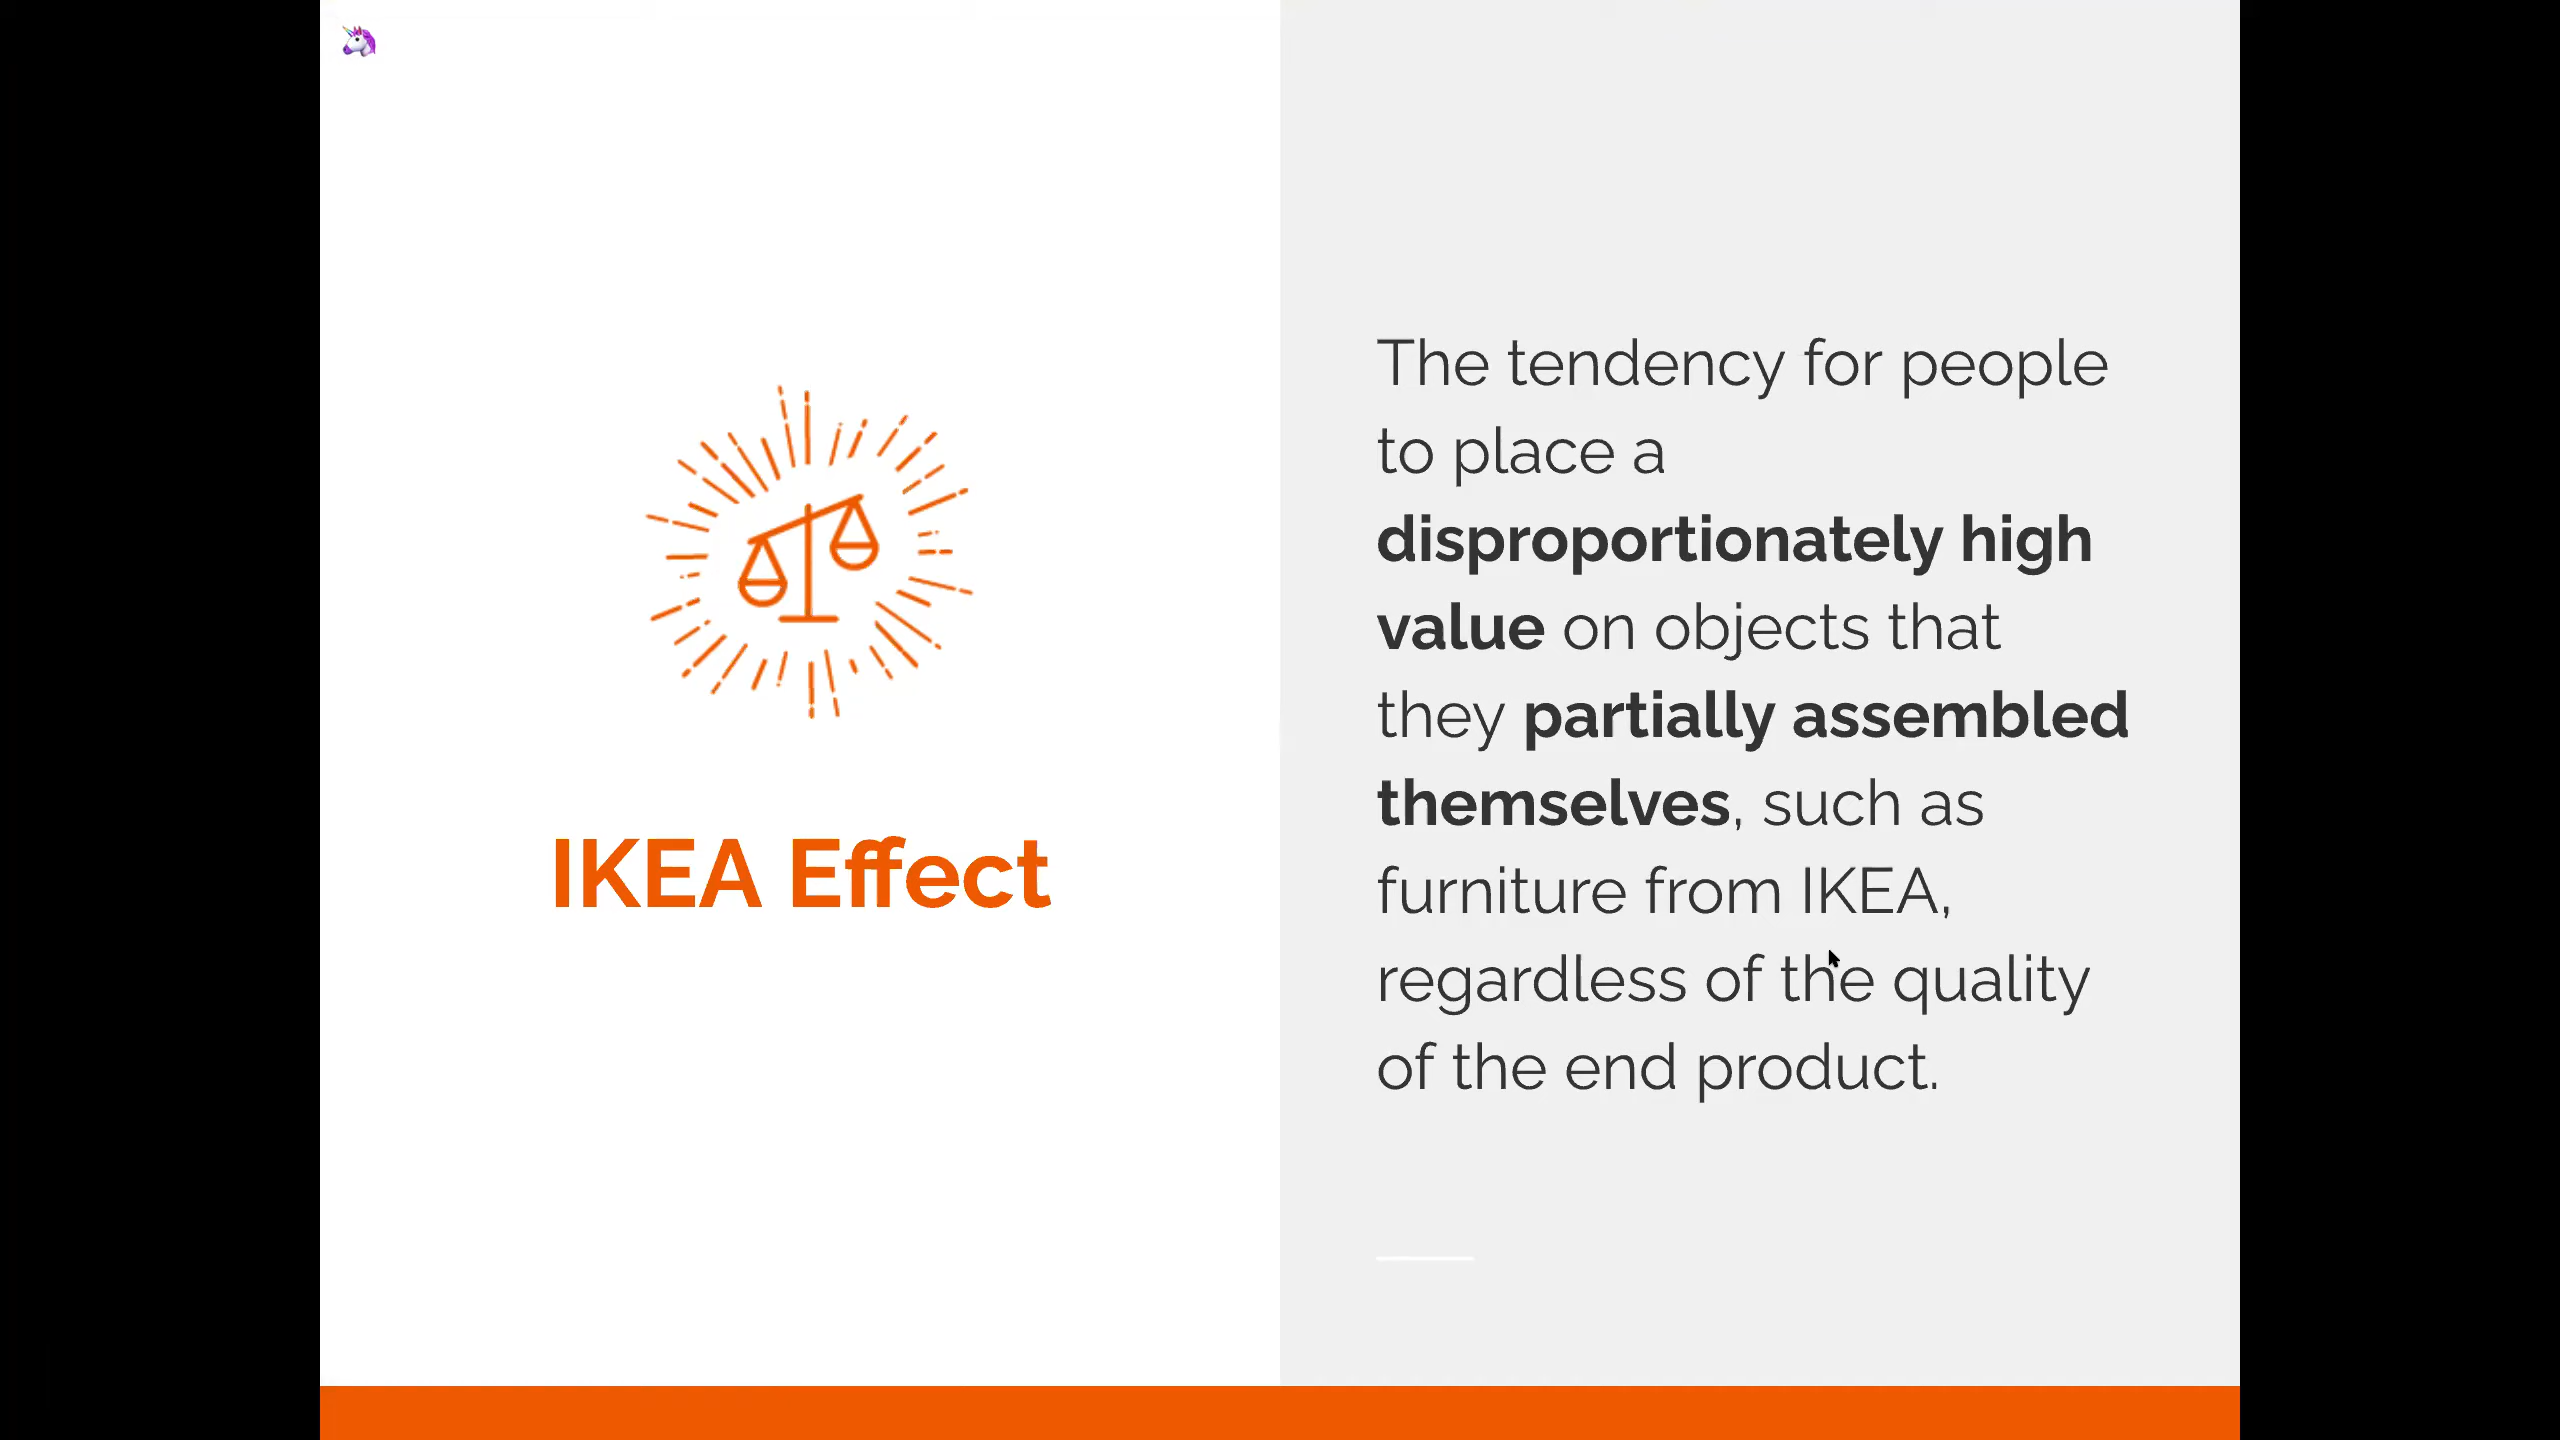 IKEA Effect
The tendency for people
to place a
disproportionately high
value on objects that
they partially assembled
themselves, such as
furniture from IKEA,
regardless of the quality
of the end product.